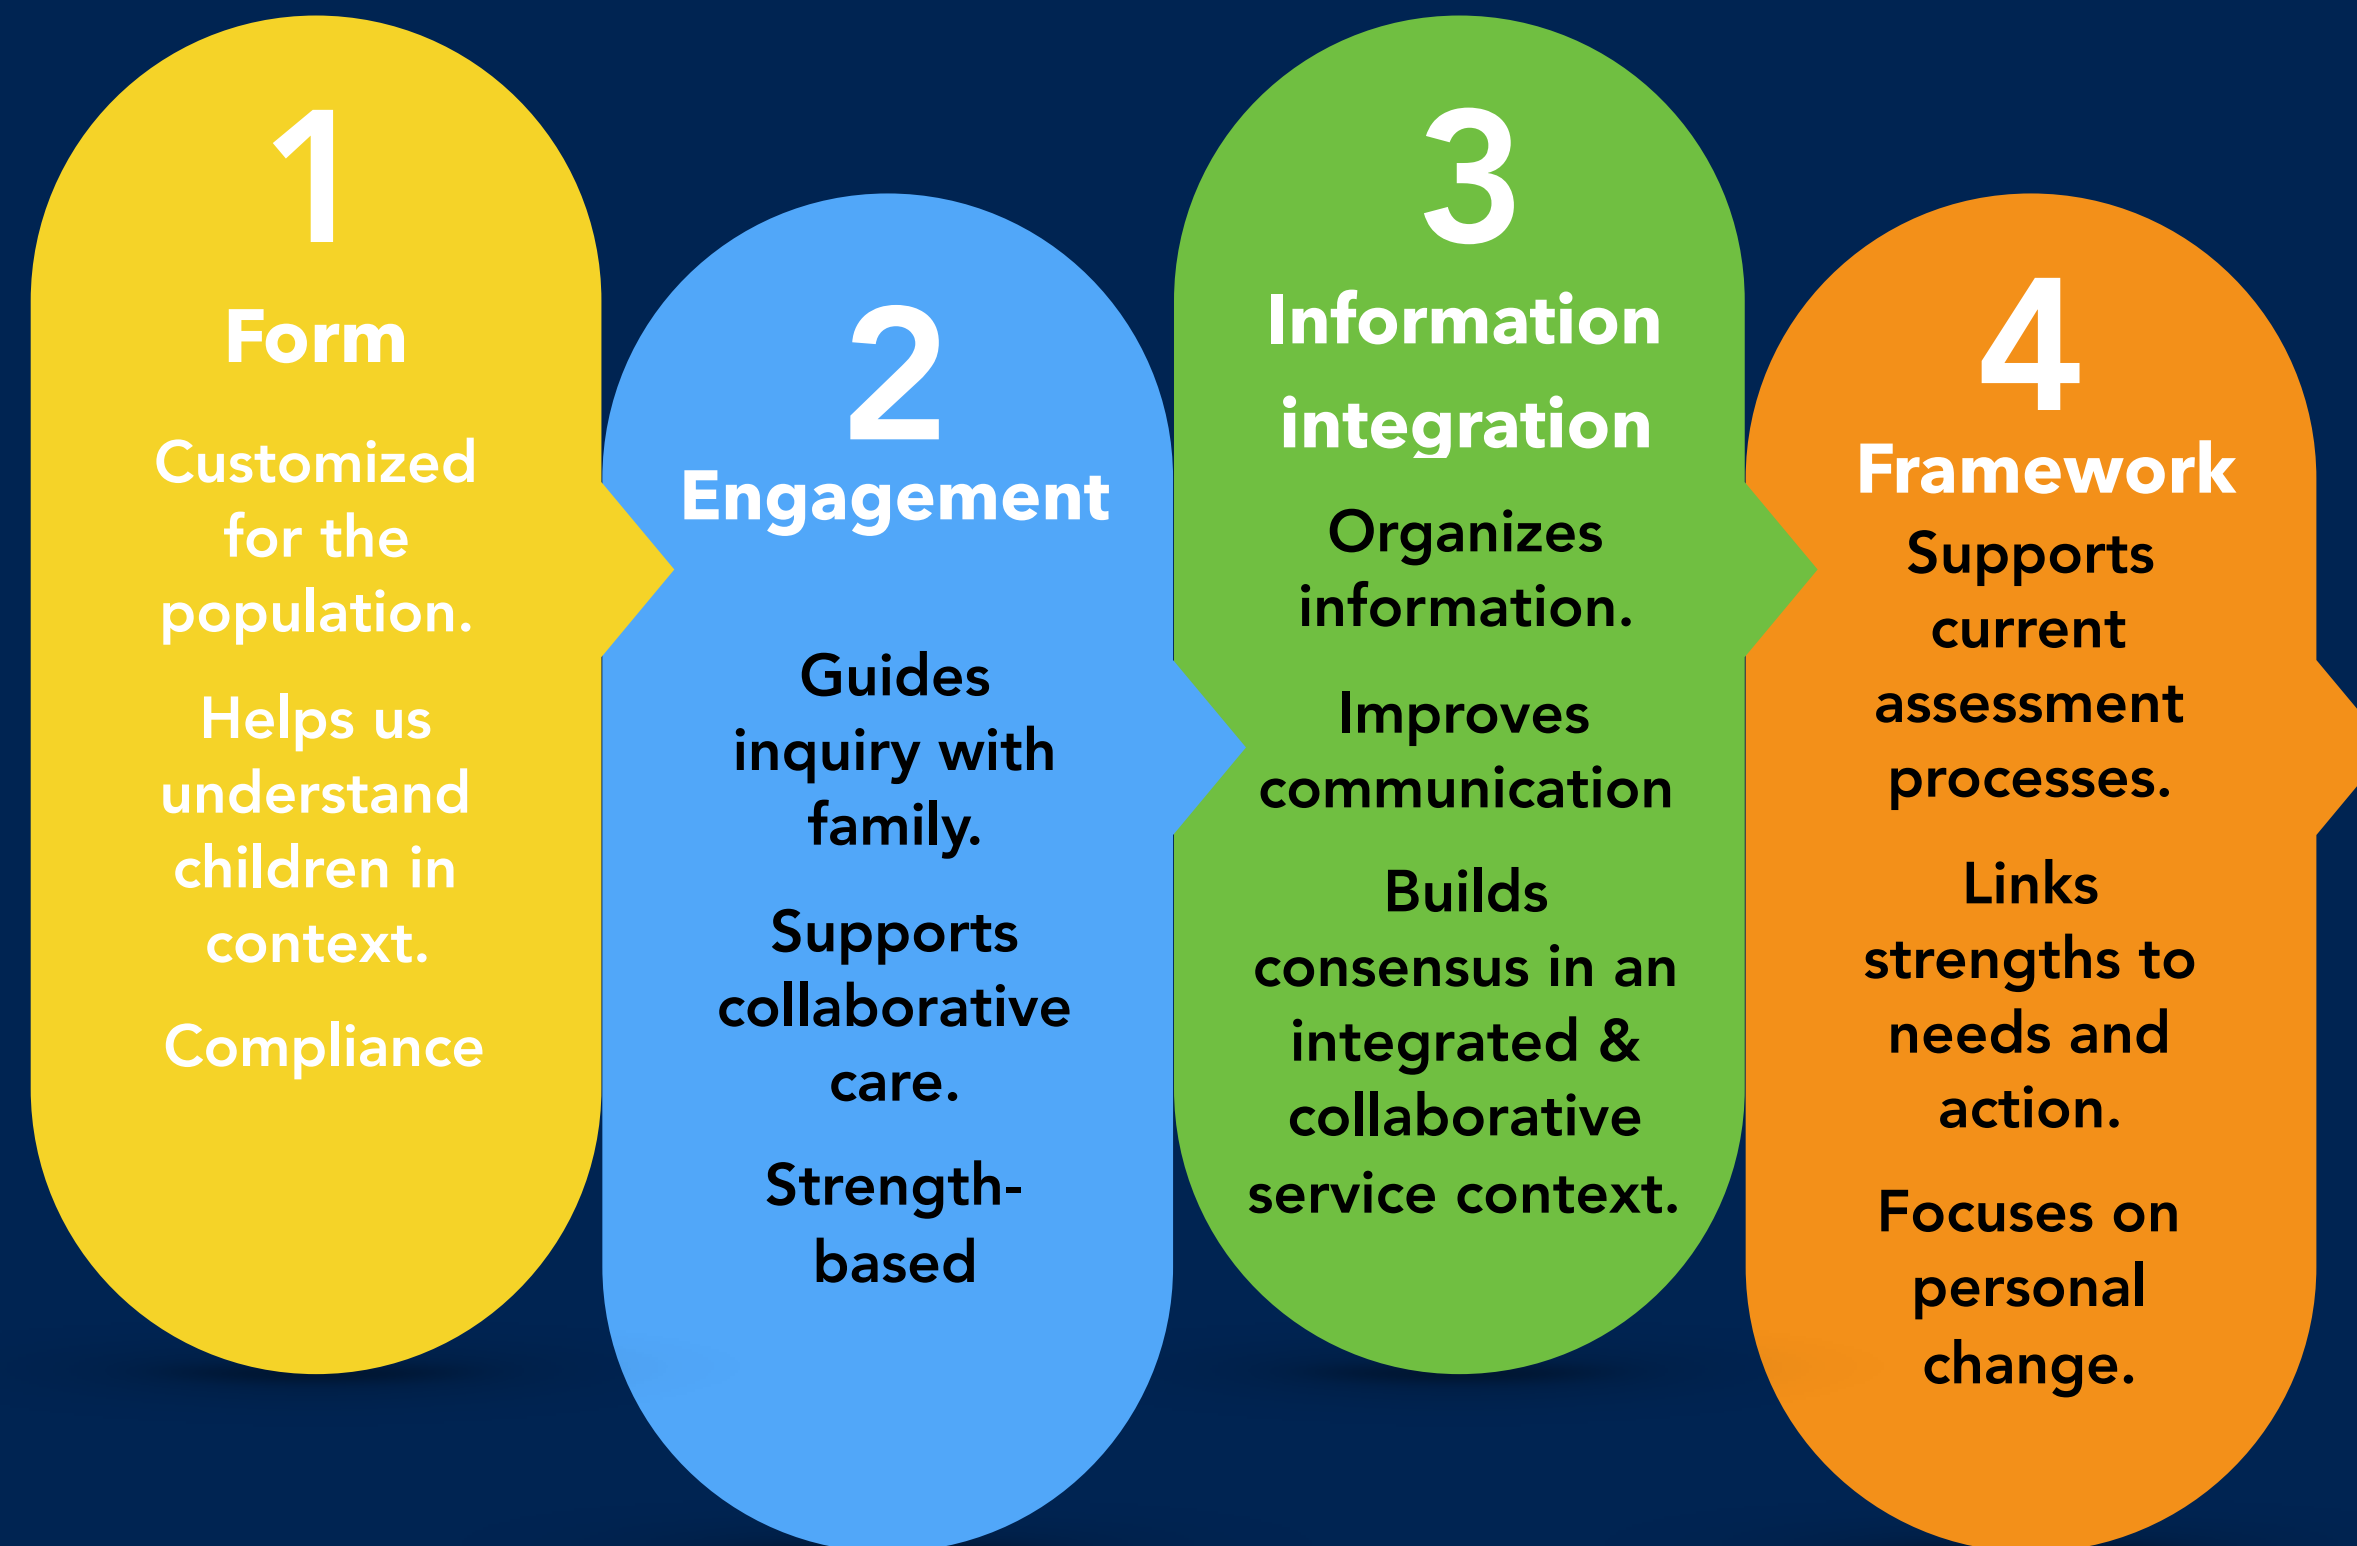 1
Form
Customized
for the
population.
Helps us
understand
children in
context.
Compliance
2
Engagement
Guides
inquiry with
family.
Supports
collaborative
care.
Strength-
based
3
Information
integration
Organizes
information.
Improves
communication
Builds
consensus in an
integrated &
collaborative
service context.
4
Framework
Supports
current
assessment
processes.
Links
strengths to
needs and
action.
Focuses on
personal
change.